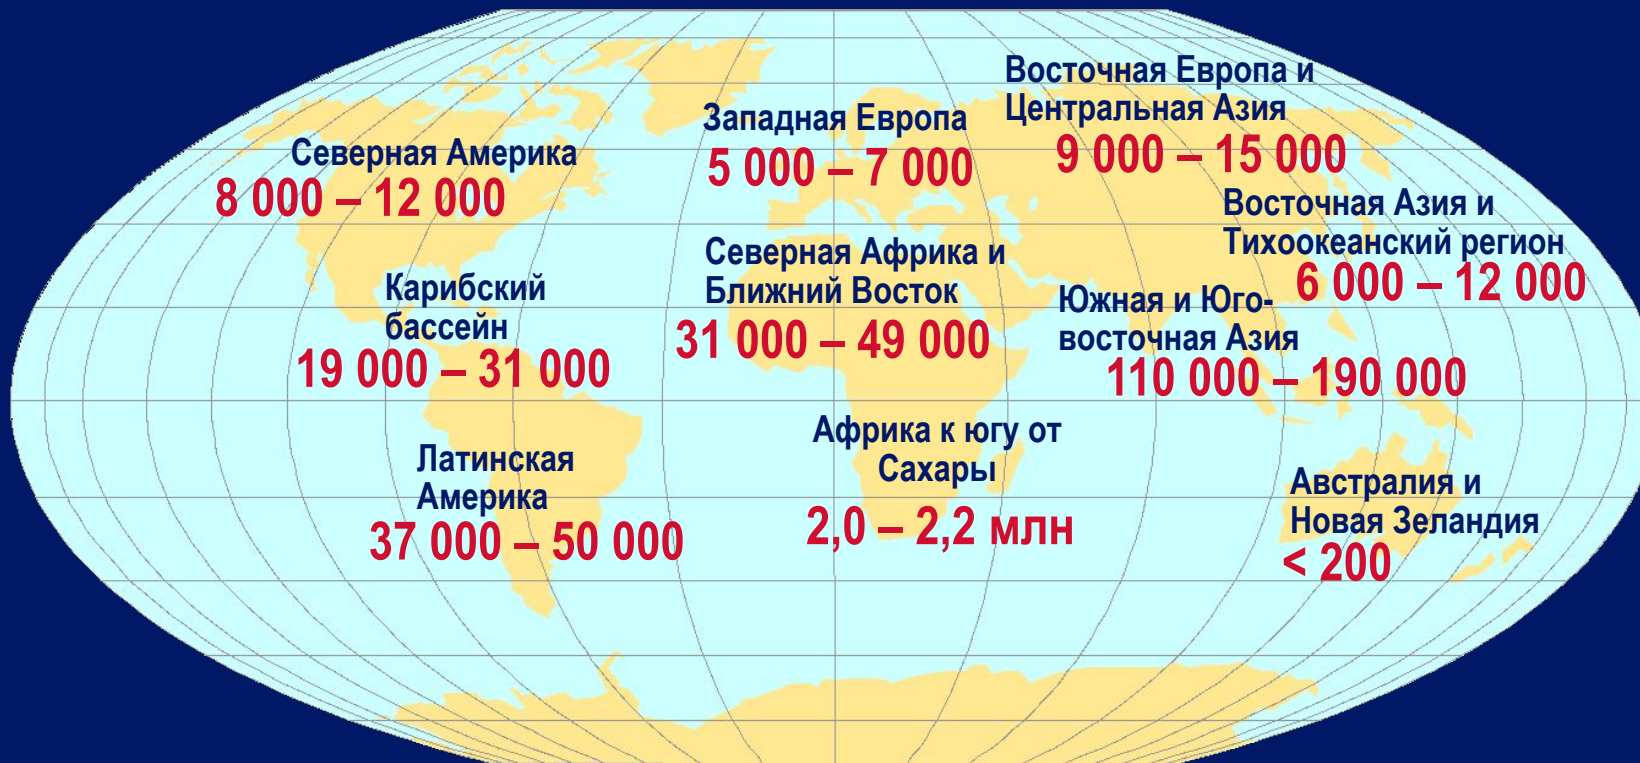 Восточная Европа и
Центральная Азия
9 000 – 15 000
Западная Европа
5 000 – 7 000
Северная Америка
8 000 – 12 000
Восточная Азия и
Тихоокеанский регион
6 000 – 12 000
Северная Африка и
Ближний Восток
31 000 – 49 000
Карибский
бассейн
19 000 – 31 000
Южная и Юго-
восточная Азия
110 000 – 190 000
Африка к югу от
Сахары
2,0 – 2,2 млн
Латинская
Америка
37 000 – 50 000
Австралия и
Новая Зеландия
< 200